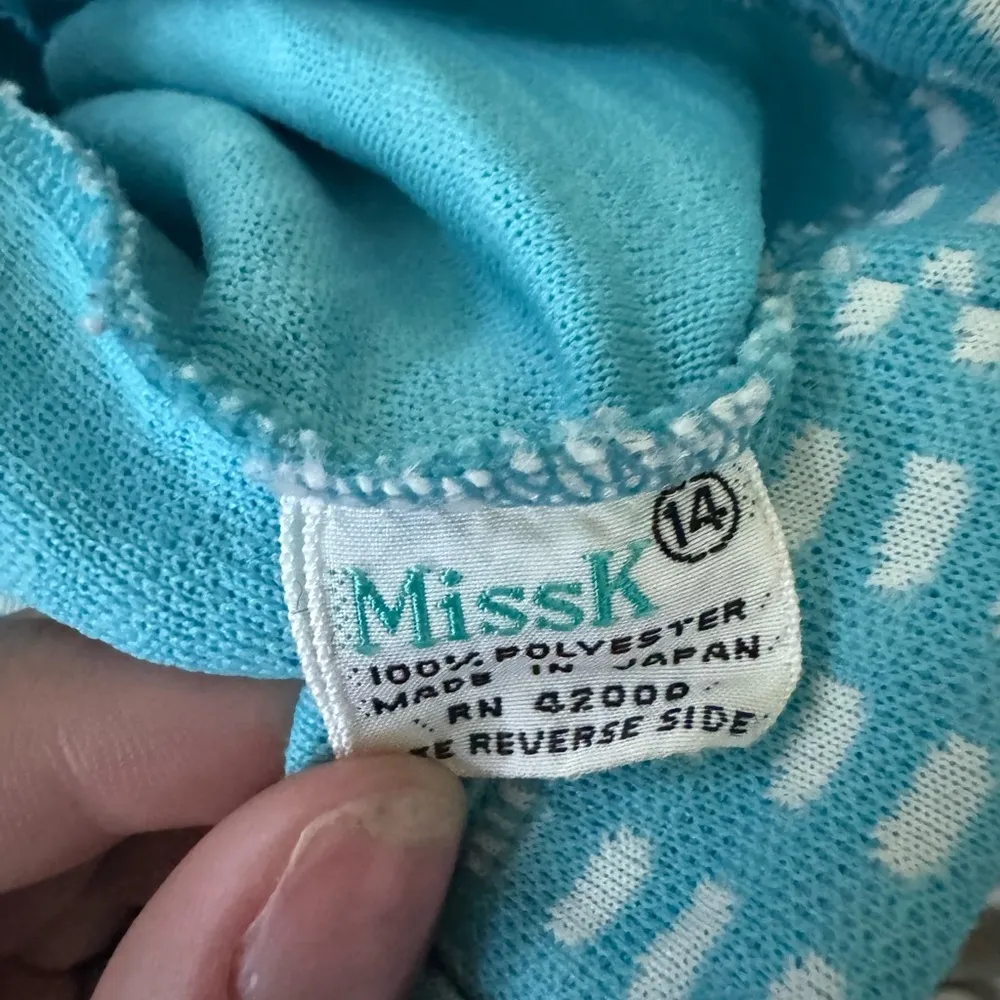 14
MissK
100% POLYESTER
MADE IN JAPAN
RN 42000
REVERSE SIDE